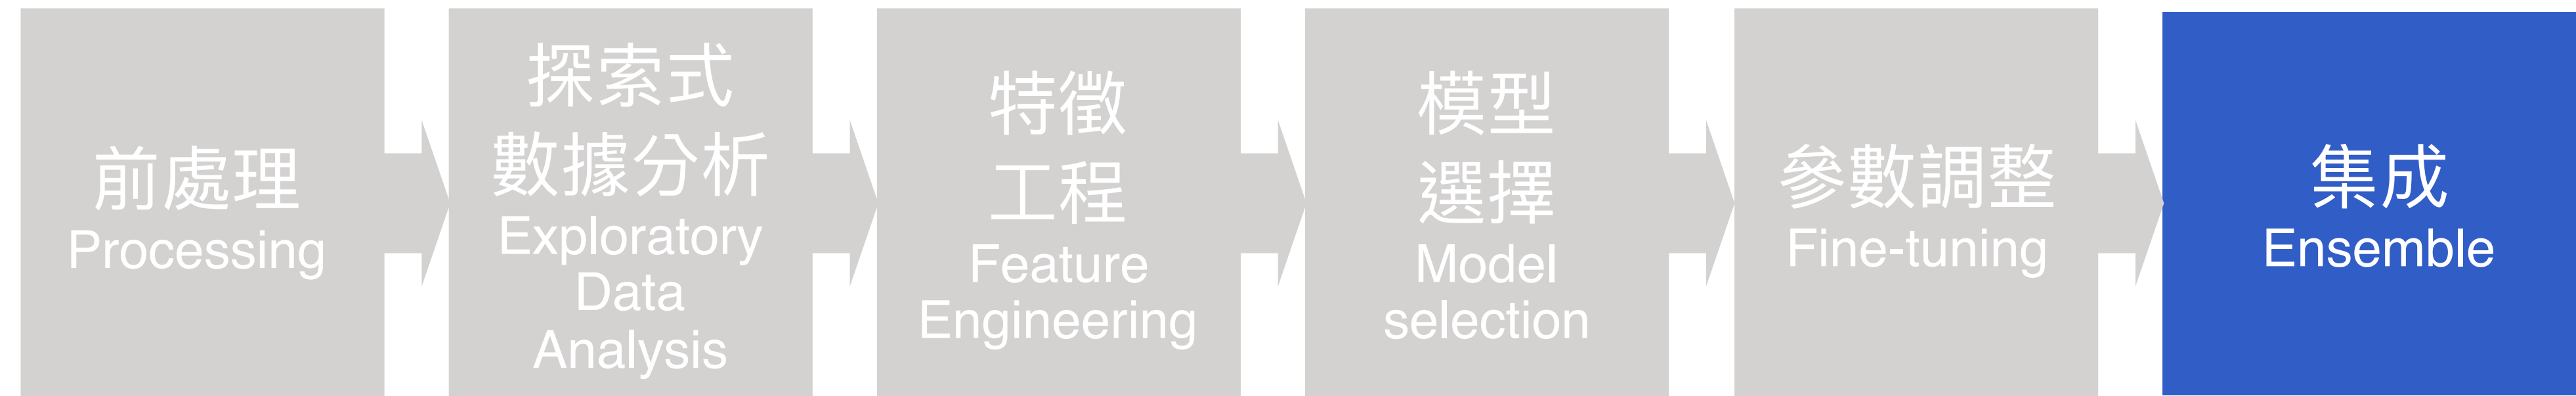 前處理
Processing
探索式
數據分析
Exploratory
Data
Analysis
特徵
工程
Feature
Engineering
模型
選擇
Model
selection
參數調整
Fine-tuning
集成
Ensemble